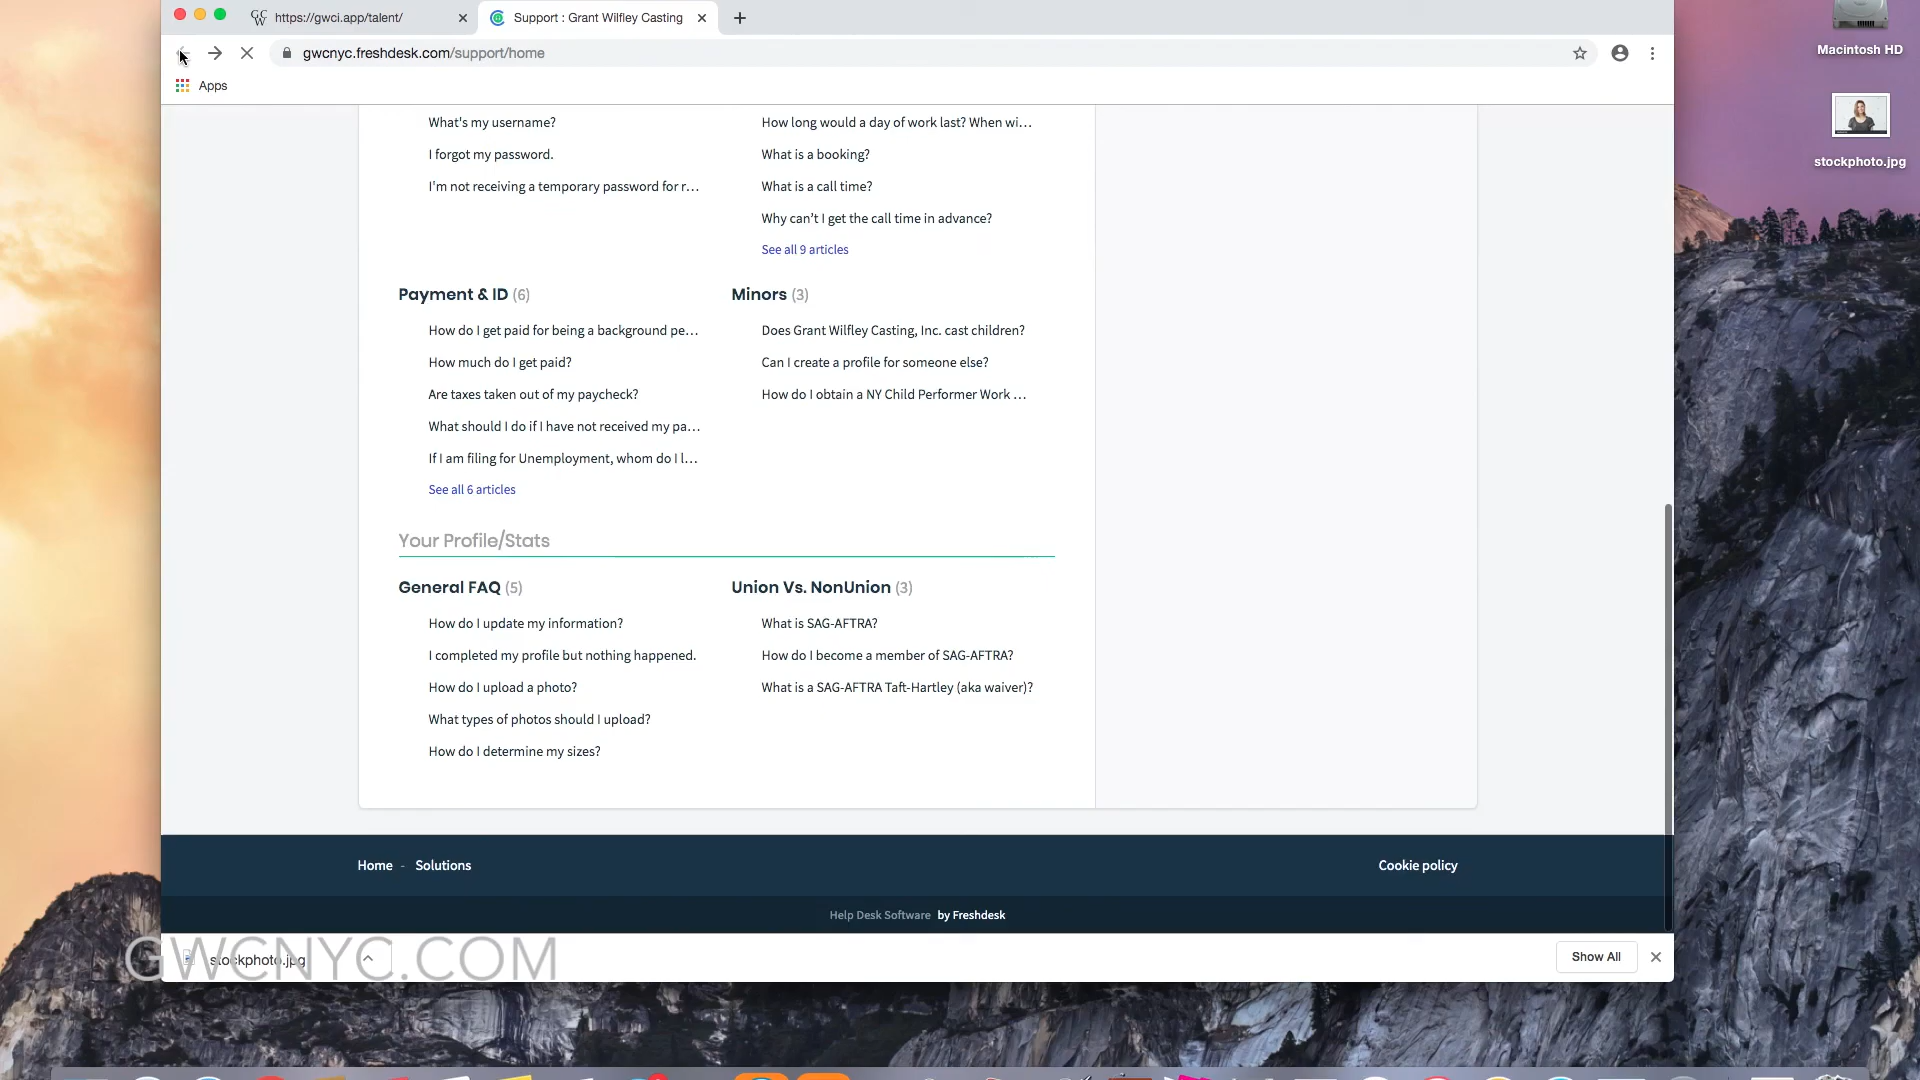 https://gwci.app/talent/
Support : Grant Wilfley Casting
gwcnyc.freshdesk.com/support/home
Apps
Macintosh HD
stockphoto.jpg
What's my username?
I forgot my password.
I'm not receiving a temporary password for r…
How long would a day of work last? When wi…
What is a booking?
What is a call time?
Why can't I get the call time in advance?
See all 9 articles
Payment & ID (6)
How do I get paid for being a background pe…
How much do I get paid?
Are taxes taken out of my paycheck?
What should I do if I have not received my pa…
If I am filing for Unemployment, whom do I l…
See all 6 articles
Minors (3)
Does Grant Wilfley Casting, Inc. cast children?
Can I create a profile for someone else?
How do I obtain a NY Child Performer Work …
Your Profile/Stats
General FAQ (5)
How do I update my information?
I completed my profile but nothing happened.
How do I upload a photo?
What types of photos should I upload?
How do I determine my sizes?
Union Vs. NonUnion (3)
What is SAG-AFTRA?
How do I become a member of SAG-AFTRA?
What is a SAG-AFTRA Taft-Hartley (aka waiver)?
Home - Solutions
Cookie policy
Help Desk Software by Freshdesk
stockphoto.jpg
GWCNYC.COM
Show All